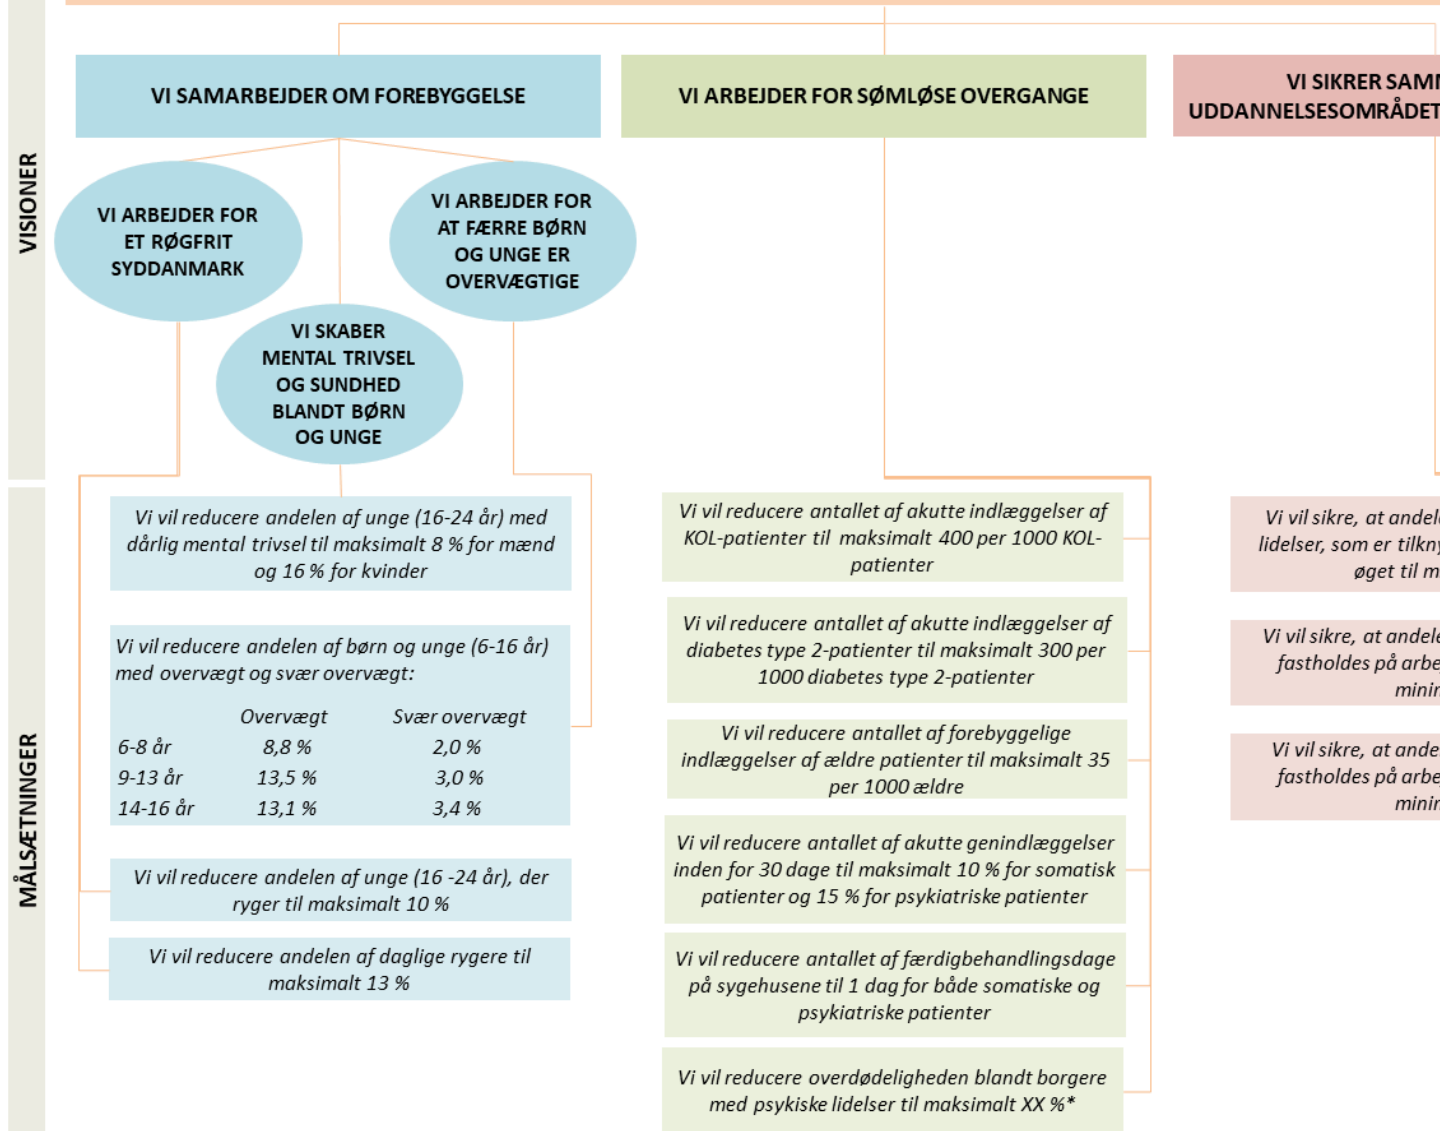 VISIONER
VI SAMARBEJDER OM FOREBYGGELSE
VI ARBEJDER FOR
ET RØGFRIT
SYDDANMARK
VI ARBEJDER FOR
AT FÆRRE BØRN
OG UNGE ER
OVERVÆGTIGE
VI SKABER
MENTAL TRIVSEL
OG SUNDHED
BLANDT BØRN
OG UNGE
VI ARBEJDER FOR SØMLØSE OVERGANGE
VI SIKRER
UDDANNELSESOMRÅDET
MÅLSÆTNINGER
Vi vil reducere andelen af unge (16-24 år) med
dårlig mental trivsel til maksimalt 8 % for mænd
og 16 % for kvinder
Vi vil reducere andelen af børn og unge (6-16 år)
med overvægt og svær overvægt:
Overvægt Svær overvægt
6-8 år 8,8 % 2,0 %
9-13 år 13,5 % 3,0 %
14-16 år 13,1 % 3,4 %
Vi vil reducere andelen af unge (16 -24 år), der
ryger til maksimalt 10 %
Vi vil reducere andelen af daglige rygere til
maksimalt 13 %
Vi vil reducere antallet af akutte indlæggelser af
KOL-patienter til maksimalt 400 per 1000 KOL-
patienter
Vi vil reducere antallet af akutte indlæggelser af
diabetes type 2-patienter til maksimalt 300 per
1000 diabetes type 2-patienter
Vi vil reducere antallet af forebyggelige
indlæggelser af ældre patienter til maksimalt 35
per 1000 ældre
Vi vil reducere antallet af akutte genindlæggelser
inden for 30 dage til maksimalt 10 % for somatisk
patienter og 15 % for psykiatriske patienter
Vi vil reducere antallet af færdigbehandlingsdage
på sygehusene til 1 dag for både somatiske og
psykiatriske patienter
Vi vil reducere overdødeligheden blandt borgere
med psykiske lidelser til maksimalt XX %*
Vi vil sikre, at
lidelser, som er
øget til
Vi vil sikre, at
fastholdes på
Vi vil sikre, at
fastholdes på